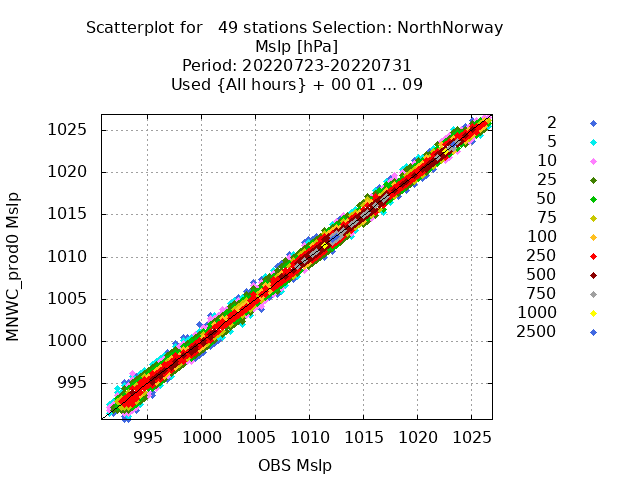 Scatterplot for   49 stations Selection: NorthNorway
Mslp [hPa]
Period: 20220723-20220731
Used {All hours} + 00 01 ... 09
MNWC_prod0 Mslp
1025
1020
1015
1010
1005
1000
995
995 1000 1005 1010 1015 1020 1025
OBS Mslp
2
5
10
25
50
75
100
250
500
750
1000
2500